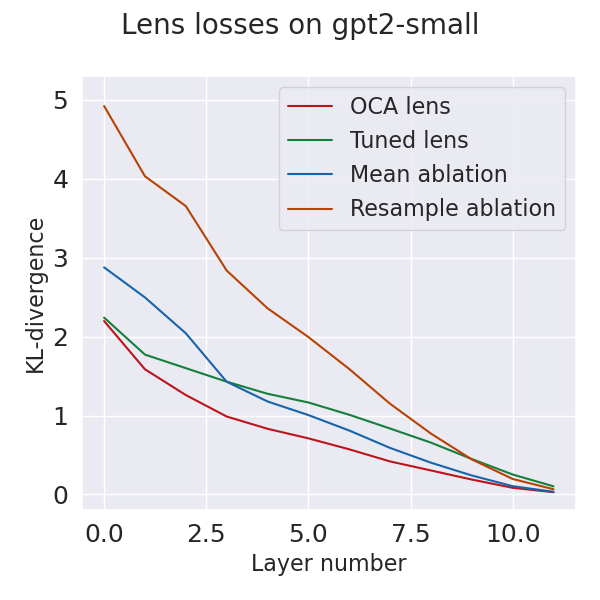 Lens losses on gpt2-small
OCA lens
Tuned lens
Mean ablation
Resample ablation
KL-divergence
5
4
3
2
1
0
0.0 2.5 5.0 7.5 10.0
Layer number